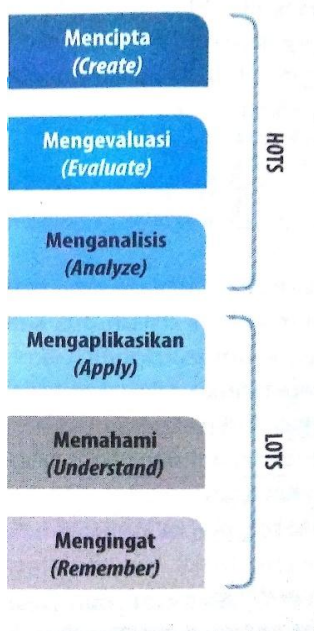 Mencipta
(Create)
Mengevaluasi
(Evaluate)
Menganalisis
(Analyze)
HOTS
Mengaplikasikan
(Apply)
Memahami
(Understand)
Mengingat
(Remember)
LOTS